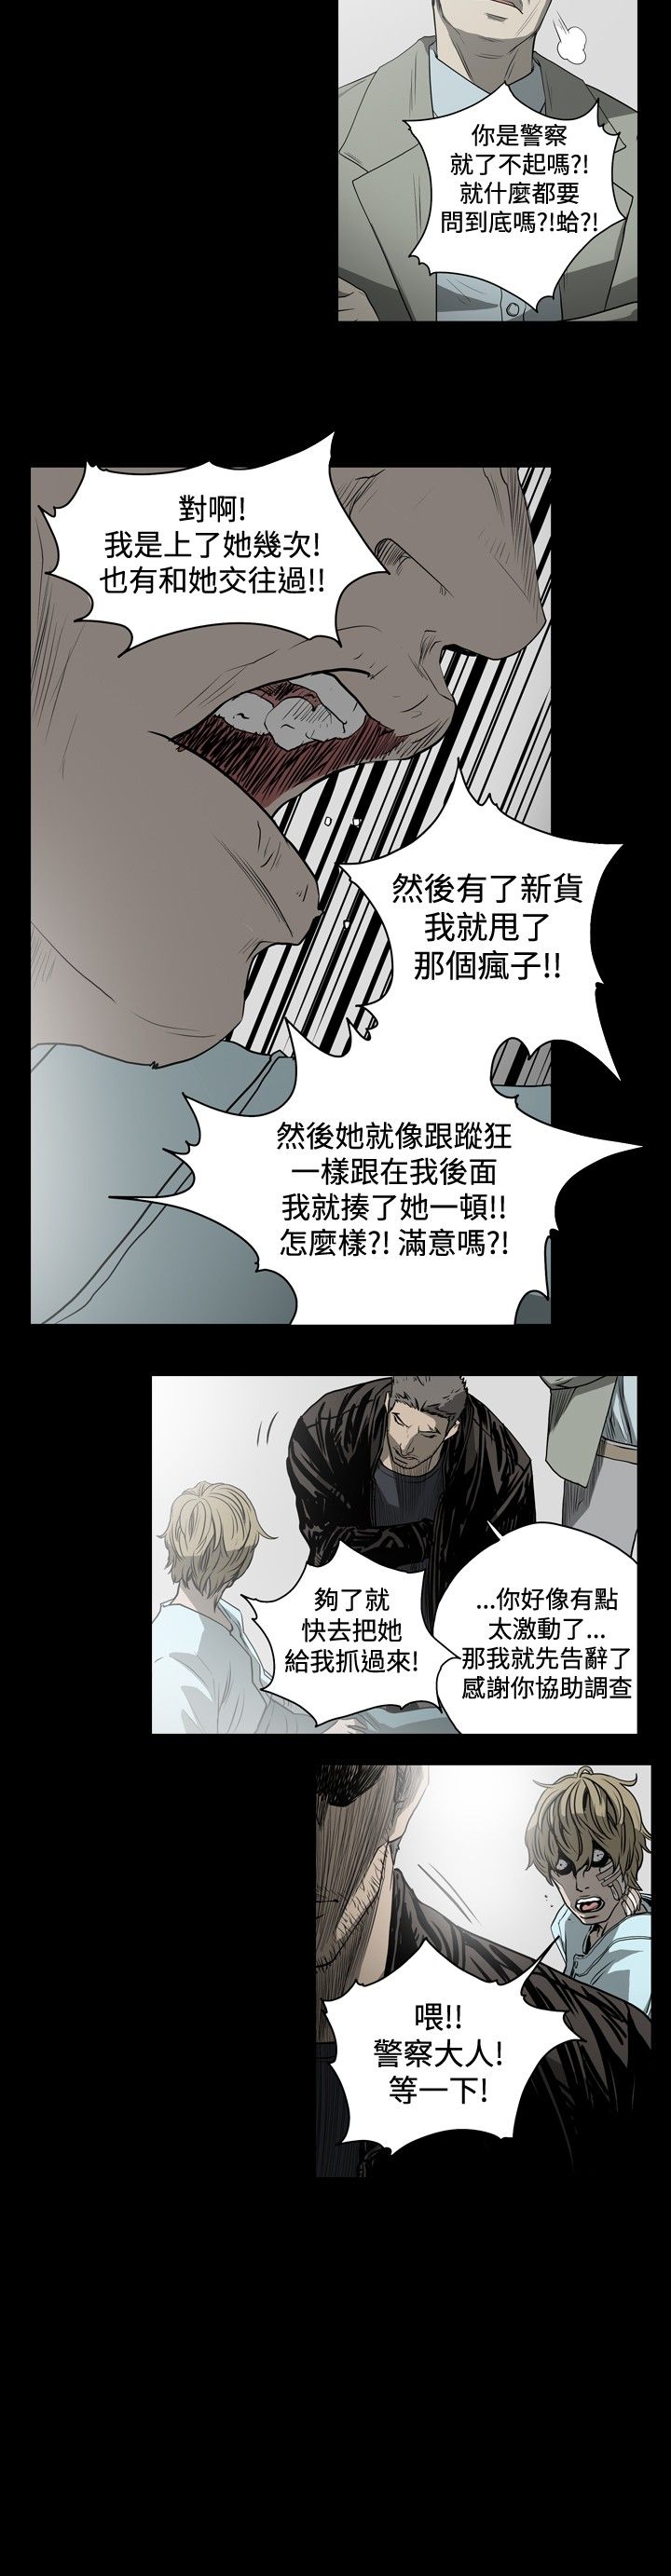 你是警察
就了不起嗎?!
就什麼都要
問到底嗎?!蛤?!
對啊!
我是上了她幾次!
也有和她交往過!!
然後有了新貨
我就甩了
那個瘋子!!
然後她就像跟蹤狂
一樣跟在我後面
我就揍了她一頓!!
怎麼樣?! 滿意嗎?!
夠了就
快去把她
給我抓過來!
...你好像有點
太激動了...
那我就先告辭了
感謝你協助調查
喂!!
警察大人!
等一下!